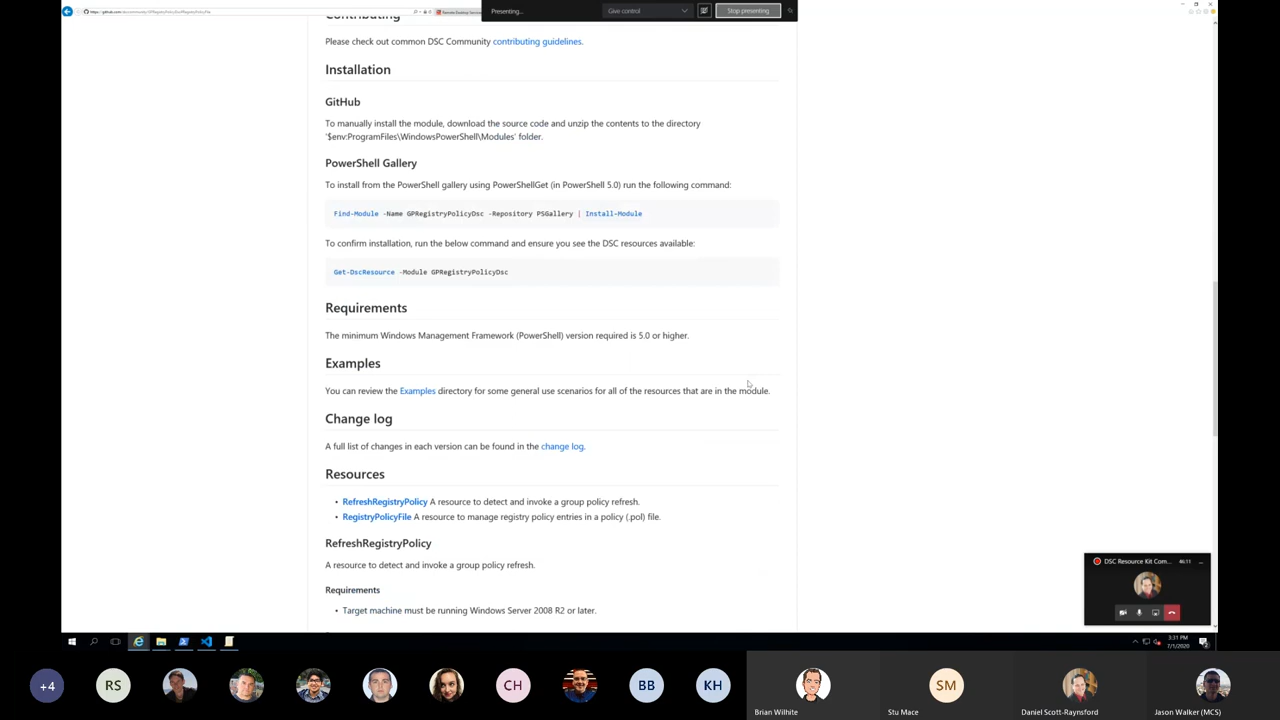 Presenting...
Give control
Stop presenting
Contributing
Please check out common DSC Community contributing guidelines.
Installation
GitHub
To manually install the module, download the source code and unzip the contents to the directory
'$env:ProgramFiles\WindowsPowerShell\Modules' folder.
PowerShell Gallery
To install from the PowerShell gallery using PowerShellGet (in PowerShell 5.0) run the following command:
Find-Module -Name GPRegistryPolicyDsc -Repository PSGallery | Install-Module
To confirm installation, run the below command and ensure you see the DSC resources available:
Get-DscResource -Module GPRegistryPolicyDsc
Requirements
The minimum Windows Management Framework (PowerShell) version required is 5.0 or higher.
Examples
You can review the Examples directory for some general use scenarios for all of the resources that are in the module.
Change log
A full list of changes in each version can be found in the change log.
Resources
• RefreshRegistryPolicy A resource to detect and invoke a group policy refresh.
• RegistryPolicyFile A resource to manage registry policy entries in a policy (.pol) file.
RefreshRegistryPolicy
A resource to detect and invoke a group policy refresh.
Requirements
• Target machine must be running Windows Server 2008 R2 or later.
DSC Resource Kit Com... 46:11 ...
3:31 PM
7/1/2020
+4
RS
CH
BB
KH
SM
Brian Wilhite
Stu Mace
Daniel Scott-Raynsford
Jason Walker (MCS)